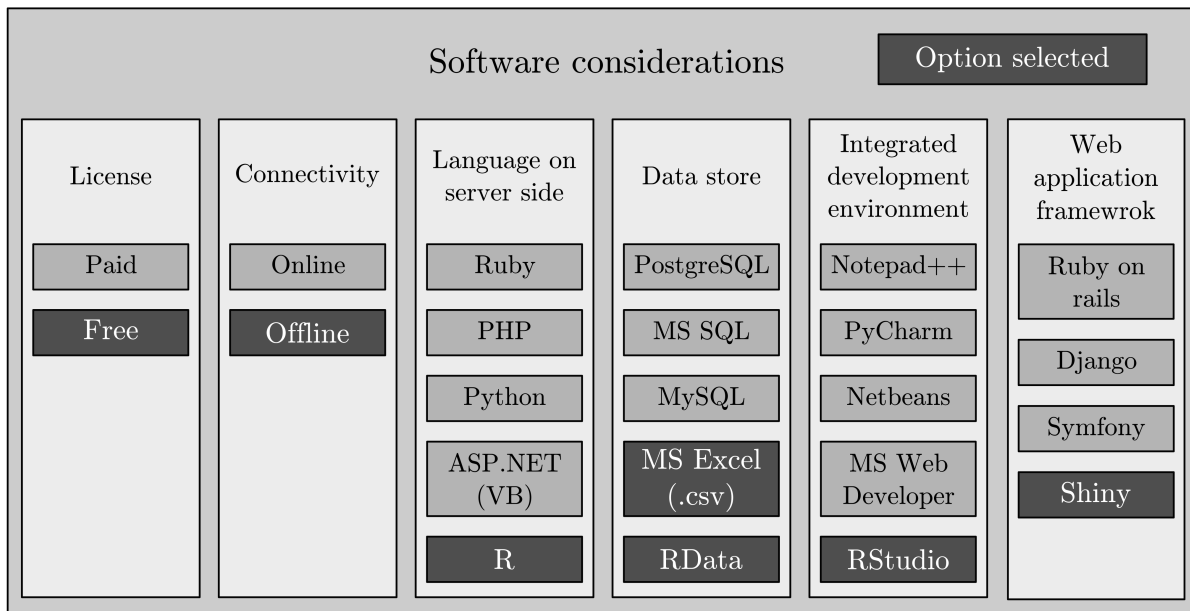 Software considerations
Option selected
License
Paid
Free
Connectivity
Online
Offline
Language on
server side
Ruby
PHP
Python
ASP.NET
(VB)
R
Data store
PostgreSQL
MS SQL
MySQL
MS Excel
(.csv)
RData
Integrated
development
environment
Notepad++
PyCharm
Netbeans
MS Web
Developer
RStudio
Web
application
framewrok
Ruby on
rails
Django
Symfony
Shiny